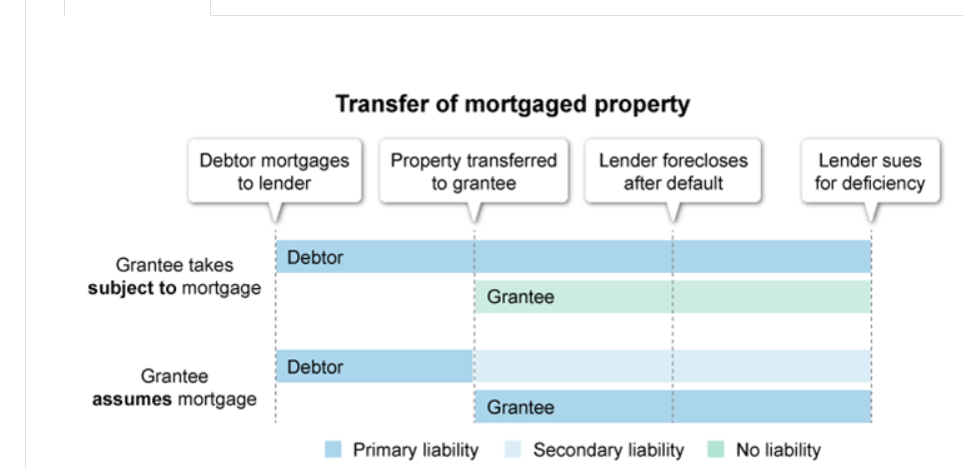 Transfer of mortgaged property
Debtor mortgages
to lender
Property transferred
to grantee
Lender forecloses
after default
Lender sues
for deficiency
Grantee takes
subject to mortgage
Debtor
Grantee
Grantee
assumes mortgage
Debtor
Grantee
Primary liability
Secondary liability
No liability